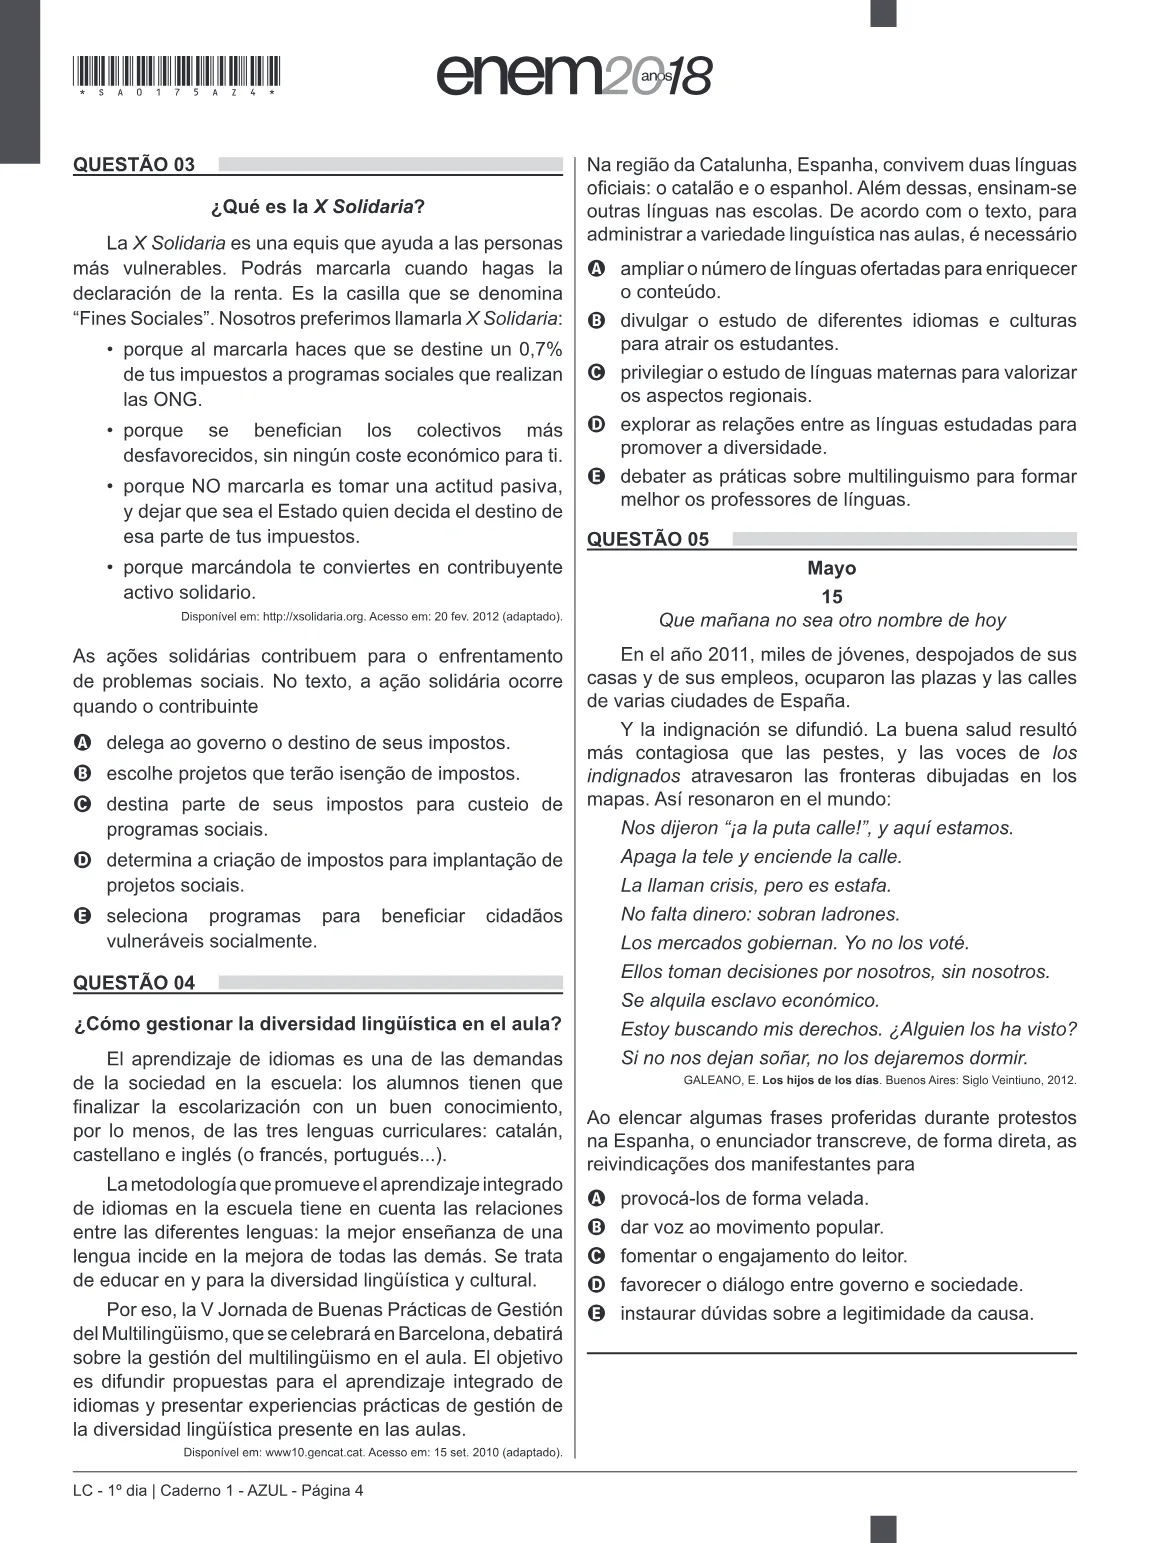 *SA0175AZ4*
enem20anos18
QUESTÃO 03
¿Qué es la X Solidaria?
La X Solidaria es una equis que ayuda a las personas
más vulnerables. Podrás marcarla cuando hagas la
declaración de la renta. Es la casilla que se denomina
“Fines Sociales”. Nosotros preferimos llamarla X Solidaria:
• porque al marcarla haces que se destine un 0,7%
de tus impuestos a programas sociales que realizan
las ONG.
• porque se benefician los colectivos más
desfavorecidos, sin ningún coste económico para ti.
• porque NO marcarla es tomar una actitud pasiva,
y dejar que sea el Estado quien decida el destino de
esa parte de tus impuestos.
• porque marcándola te conviertes en contribuyente
activo solidario.
Disponível em: http://xsolidaria.org. Acesso em: 20 fev. 2012 (adaptado).
As ações solidárias contribuem para o enfrentamento
de problemas sociais. No texto, a ação solidária ocorre
quando o contribuinte
A delega ao governo o destino de seus impostos.
B escolhe projetos que terão isenção de impostos.
C destina parte de seus impostos para custeio de
programas sociais.
D determina a criação de impostos para implantação de
projetos sociais.
E seleciona programas para beneficiar cidadãos
vulneráveis socialmente.
QUESTÃO 04
¿Cómo gestionar la diversidad lingüística en el aula?
El aprendizaje de idiomas es una de las demandas
de la sociedad en la escuela: los alumnos tienen que
finalizar la escolarización con un buen conocimiento,
por lo menos, de las tres lenguas curriculares: catalán,
castellano e inglés (o francés, portugués...).
La metodología que promueve el aprendizaje integrado
de idiomas en la escuela tiene en cuenta las relaciones
entre las diferentes lenguas: la mejor enseñanza de una
lengua incide en la mejora de todas las demás. Se trata
de educar en y para la diversidad lingüística y cultural.
Por eso, la V Jornada de Buenas Prácticas de Gestión
del Multilingüismo, que se celebrará en Barcelona, debatirá
sobre la gestión del multilingüismo en el aula. El objetivo
es difundir propuestas para el aprendizaje integrado de
idiomas y presentar experiencias prácticas de gestión de
la diversidad lingüística presente en las aulas.
Disponível em: www10.gencat.cat. Acesso em: 15 set. 2010 (adaptado).
Na região da Catalunha, Espanha, convivem duas línguas
oficiais: o catalão e o espanhol. Além dessas, ensinam-se
outras línguas nas escolas. De acordo com o texto, para
administrar a variedade linguística nas aulas, é necessário
A ampliar o número de línguas ofertadas para enriquecer
o conteúdo.
B divulgar o estudo de diferentes idiomas e culturas
para atrair os estudantes.
C privilegiar o estudo de línguas maternas para valorizar
os aspectos regionais.
D explorar as relações entre as línguas estudadas para
promover a diversidade.
E debater as práticas sobre multilinguismo para formar
melhor os professores de línguas.
QUESTÃO 05
Mayo
15
Que mañana no sea otro nombre de hoy
En el año 2011, miles de jóvenes, despojados de sus
casas y de sus empleos, ocuparon las plazas y las calles
de varias ciudades de España.
Y la indignación se difundió. La buena salud resultó
más contagiosa que las pestes, y las voces de los
indignados atravesaron las fronteras dibujadas en los
mapas. Así resonaron en el mundo:
Nos dijeron “¡a la puta calle!”, y aquí estamos.
Apaga la tele y enciende la calle.
La llaman crisis, pero es estafa.
No falta dinero: sobran ladrones.
Los mercados gobiernan. Yo no los voté.
Ellos toman decisiones por nosotros, sin nosotros.
Se alquila esclavo económico.
Estoy buscando mis derechos. ¿Alguien los ha visto?
Si no nos dejan soñar, no los dejaremos dormir.
GALEANO, E. Los hijos de los días. Buenos Aires: Siglo Veintiuno, 2012.
Ao elencar algumas frases proferidas durante protestos
na Espanha, o enunciador transcreve, de forma direta, as
reivindicações dos manifestantes para
A provocá-los de forma velada.
B dar voz ao movimento popular.
C fomentar o engajamento do leitor.
D favorecer o diálogo entre governo e sociedade.
E instaurar dúvidas sobre a legitimidade da causa.
LC - 1º dia | Caderno 1 - AZUL - Página 4